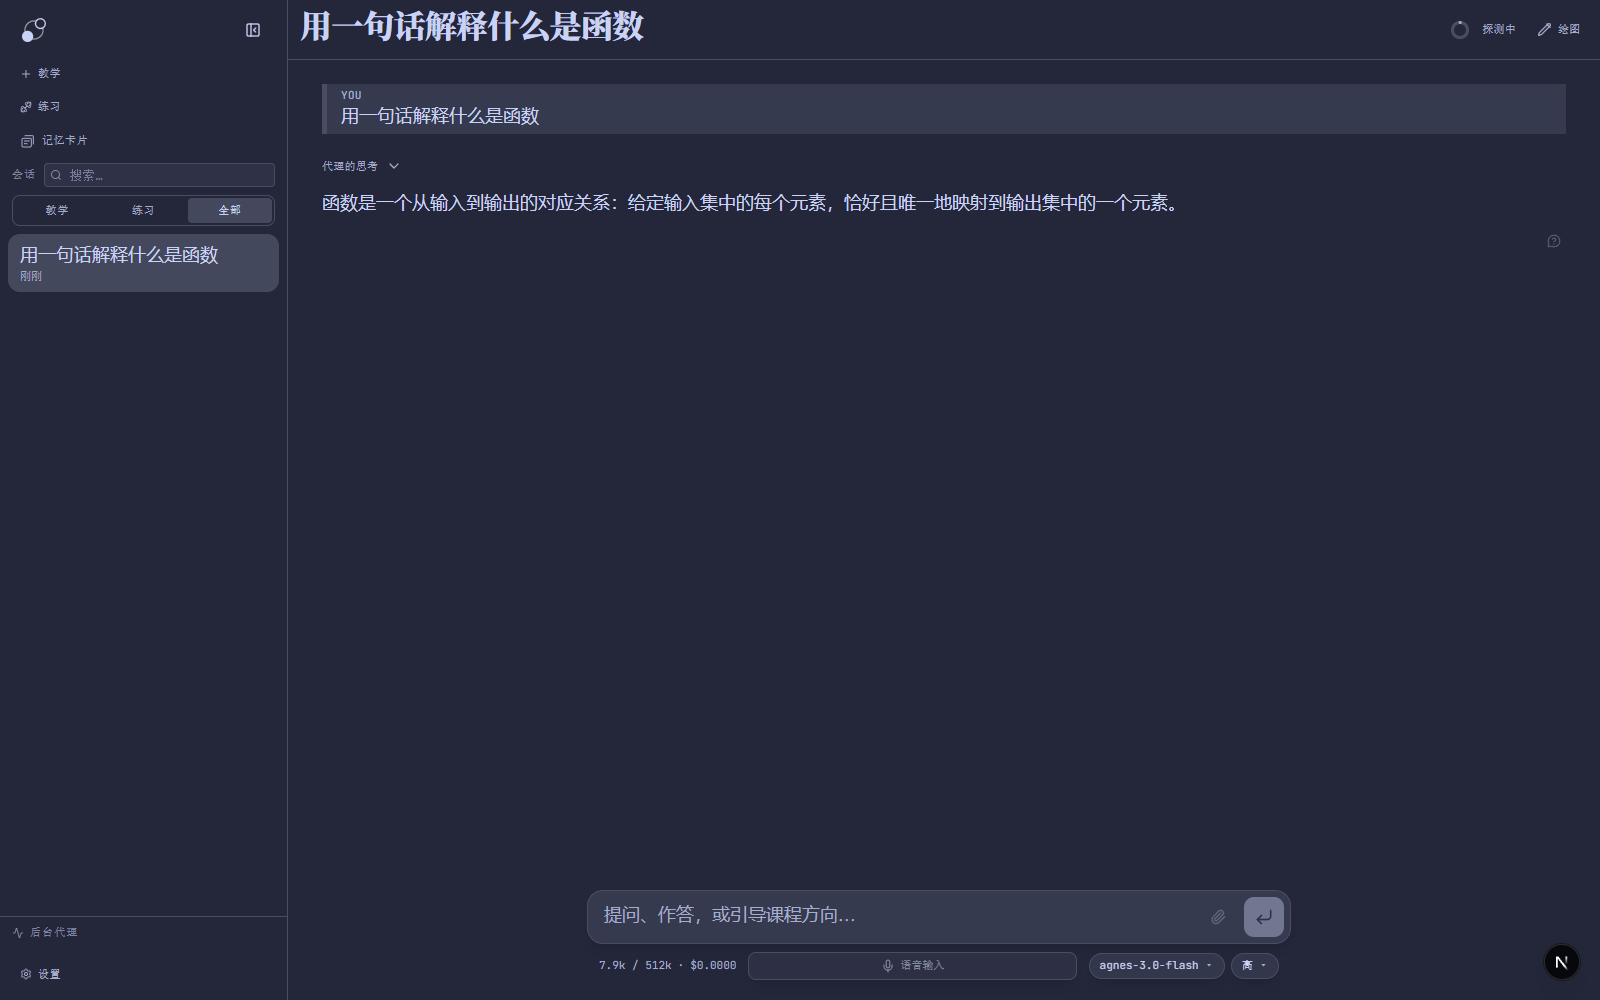 用一句话解释什么是函数
探测中
绘图
教学
练习
记忆卡片
会话
搜索…
教学
练习
全部
用一句话解释什么是函数
刚刚
YOU
用一句话解释什么是函数
代理的思考
函数是一个从输入到输出的对应关系：给定输入集中的每个元素，恰好且唯一地映射到输出集中的一个元素。
提问、作答，或引导课程方向…
7.9k / 512k · $0.0000
语音输入
agnes-3.0-flash
高
后台代理
设置
N